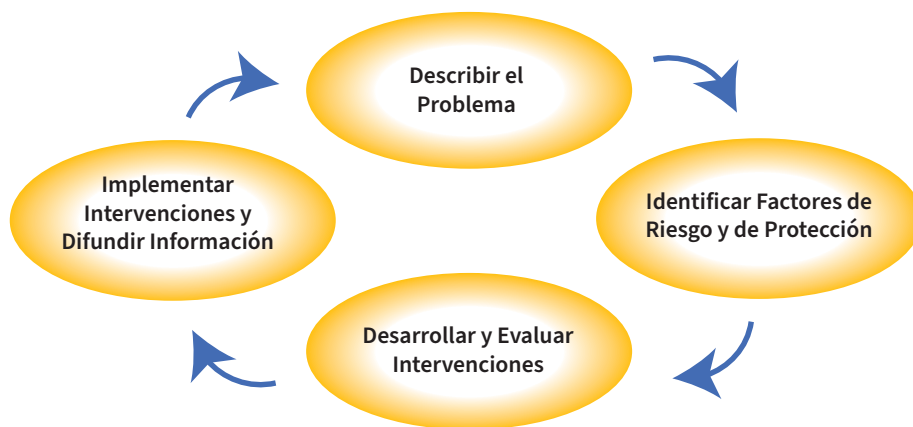 Describir el
Problema
Identificar Factores de
Riesgo y de Protección
Desarrollar y Evaluar
Intervenciones
Implementar
Intervenciones y
Difundir Información